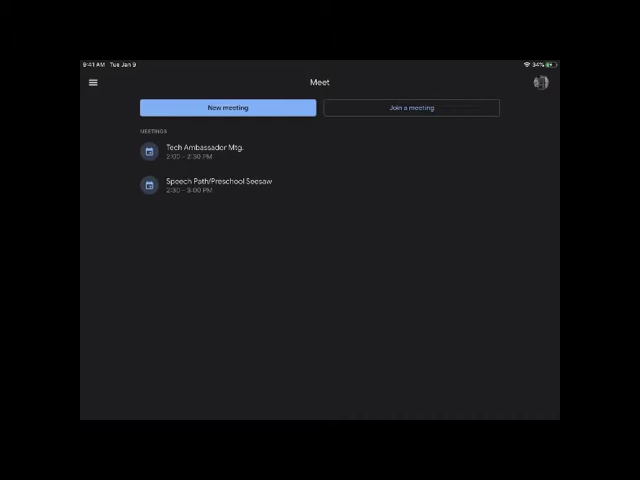 9:41 AM Tue Jan 9
34%
Meet
New meeting
Join a meeting
MEETINGS
Tech Ambassador Mtg.
2:00 – 2:30 PM
Speech Path/Preschool Seesaw
2:30 – 3:00 PM